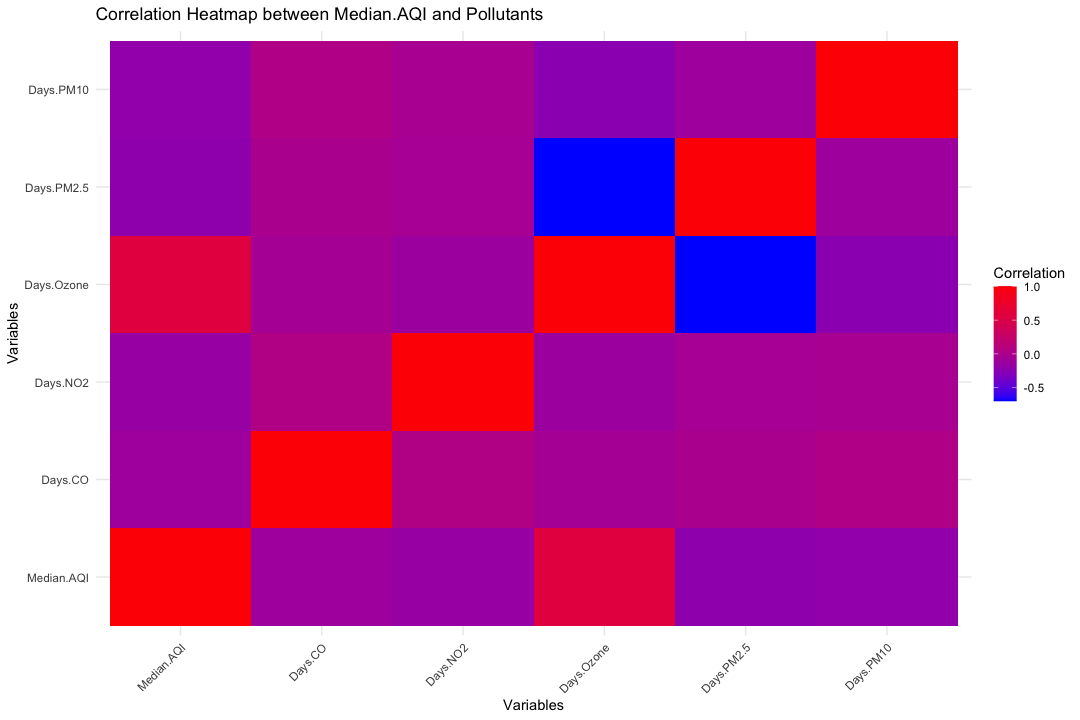 Correlation Heatmap between Median.AQI and Pollutants
Variables
Days.PM10
Days.PM2.5
Days.Ozone
Days.NO2
Days.CO
Median.AQI
Median.AQI
Days.CO
Days.NO2
Days.Ozone
Days.PM2.5
Days.PM10
Variables
Correlation
1.0
0.5
0.0
-0.5